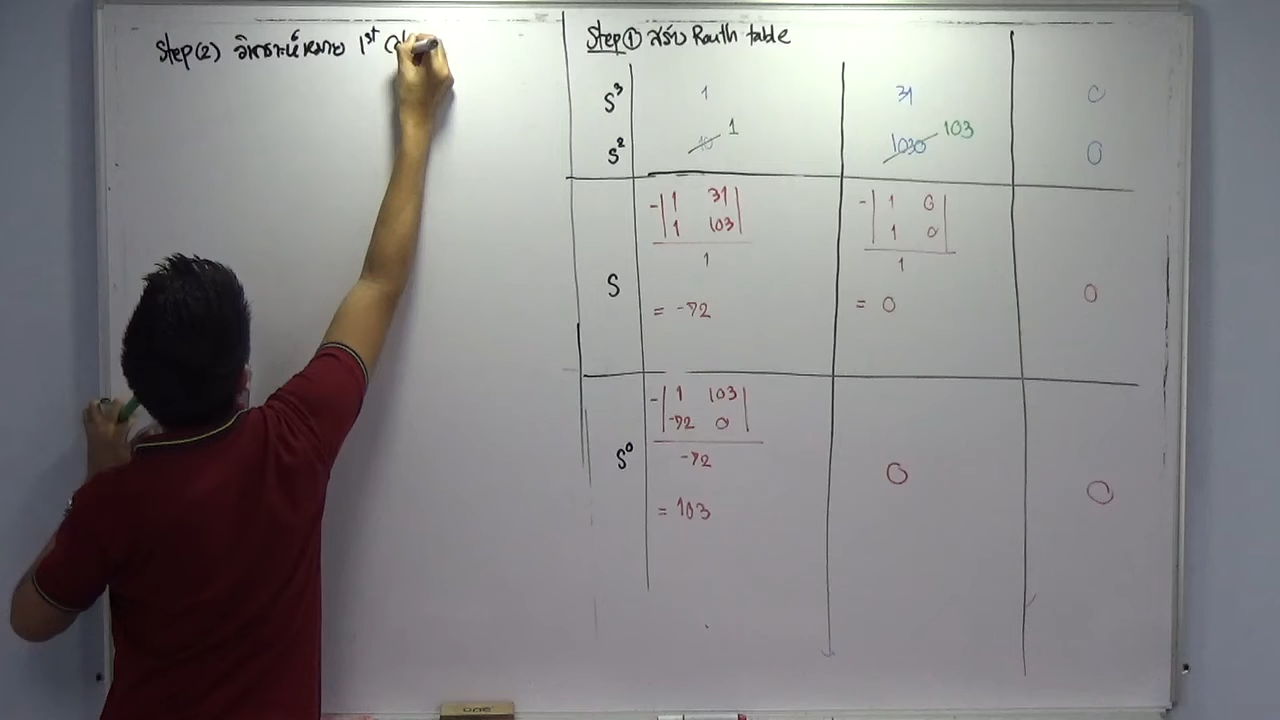 Step(2) วิเคราะห์หมาย 1st Col
Step① สร้าง Routh table
S³ 1 31 0
S² 10 1 1030 103 0
-|1 31| -|1 0|
|1 103| |1 0|
1 1
S = -72 = 0 0
-|1 103|
|-72 0|
S⁰ -72 0 0
= 103